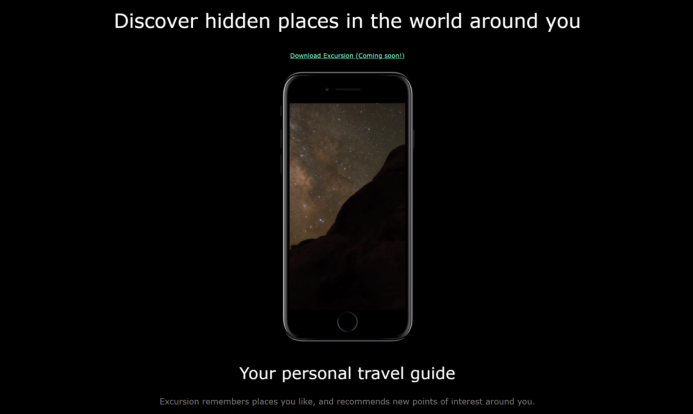 Discover hidden places in the world around you
Download Excursion (Coming soon!)
Your personal travel guide
Excursion remembers places you like, and recommends new points of interest around you.